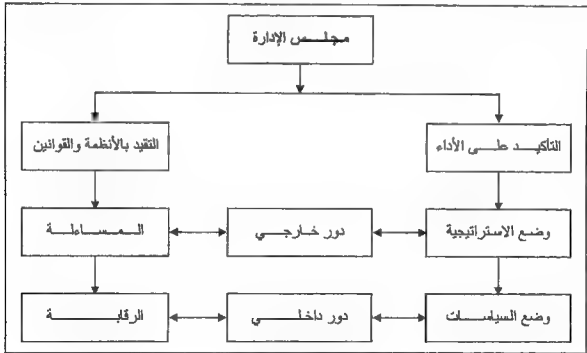 مجلس الإدارة
التأكيد على الأداء
التقيد بالأنظمة والقوانين
وضع الاستراتيجية
دور خارجي
المساءلة
وضع السياسات
دور داخلي
الرقابة